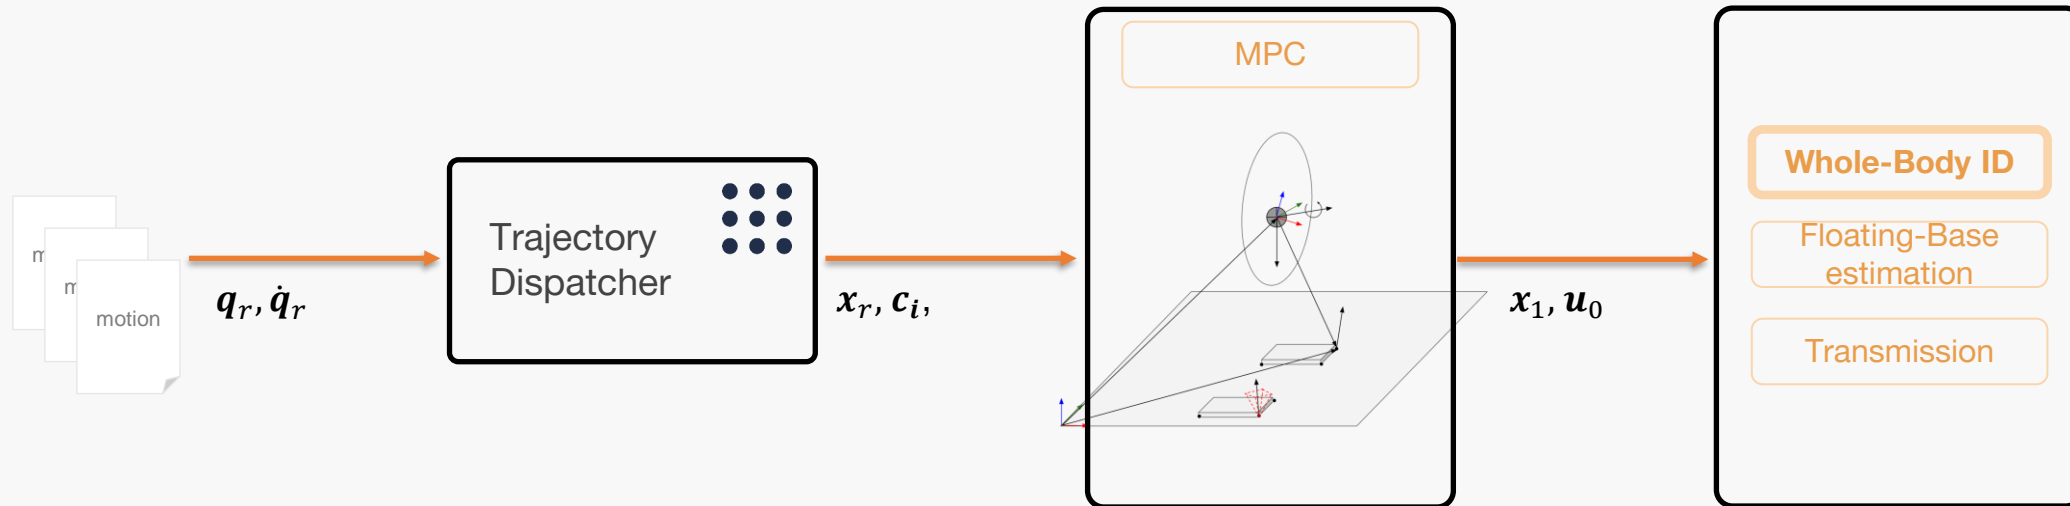 m
m
motion
q_r, q̇_r
Trajectory
Dispatcher
x_r, c_i,
MPC
x_1, u_0
Whole-Body ID
Floating-Base
estimation
Transmission